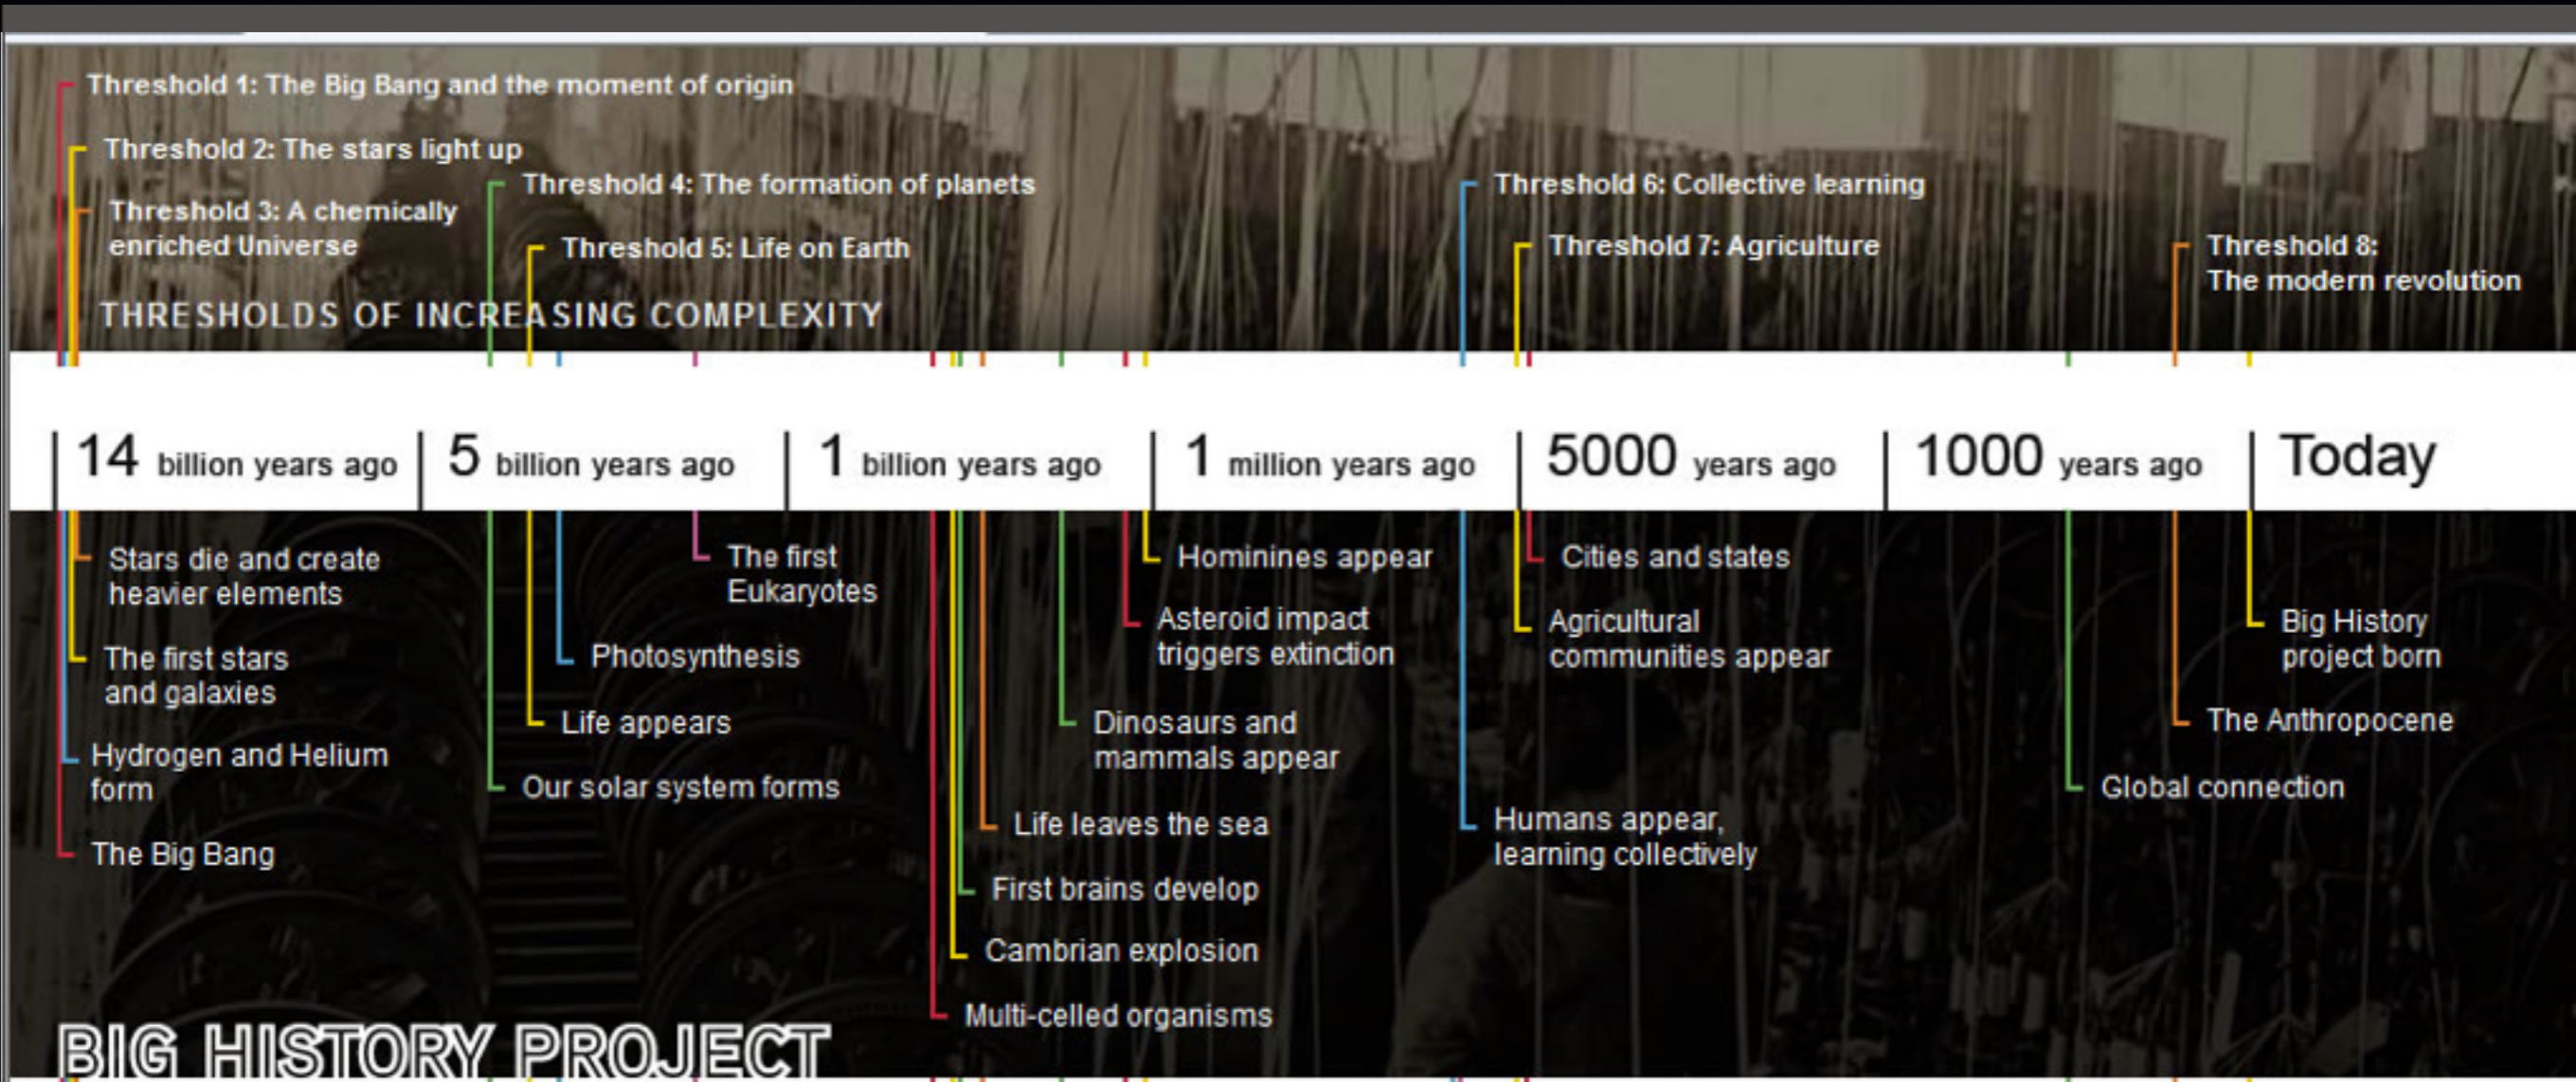 Threshold 1: The Big Bang and the moment of origin
Threshold 2: The stars light up
Threshold 4: The formation of planets
Threshold 6: Collective learning
Threshold 3: A chemically
enriched Universe
Threshold 5: Life on Earth
Threshold 7: Agriculture
Threshold 8:
The modern revolution
THRESHOLDS OF INCREASING COMPLEXITY
14 billion years ago
5 billion years ago
1 billion years ago
1 million years ago
5000 years ago
1000 years ago
Today
Stars die and create
heavier elements
The first stars
and galaxies
Hydrogen and Helium
form
The Big Bang
The first
Eukaryotes
Photosynthesis
Life appears
Our solar system forms
Hominines appear
Asteroid impact
triggers extinction
Dinosaurs and
mammals appear
Life leaves the sea
First brains develop
Cambrian explosion
Multi-celled organisms
Cities and states
Agricultural
communities appear
Humans appear,
learning collectively
Big History
project born
The Anthropocene
Global connection
BIG HISTORY PROJECT